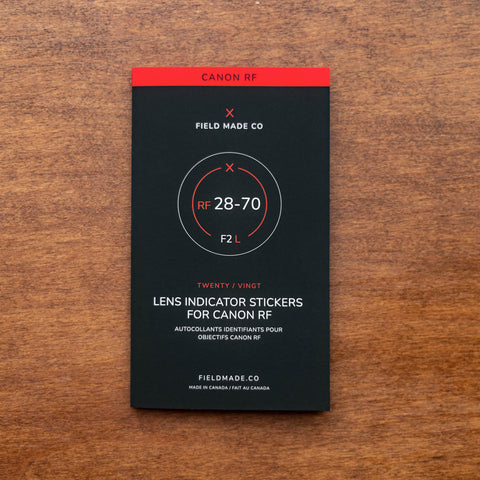 CANON RF
X
FIELD MADE CO
X
RF 28-70
F2 L
TWENTY / VINGT
LENS INDICATOR STICKERS
FOR CANON RF
AUTOCOLLANTS IDENTIFIANTS POUR
OBJECTIFS CANON RF
FIELDMADE.CO
MADE IN CANADA / FAIT AU CANADA